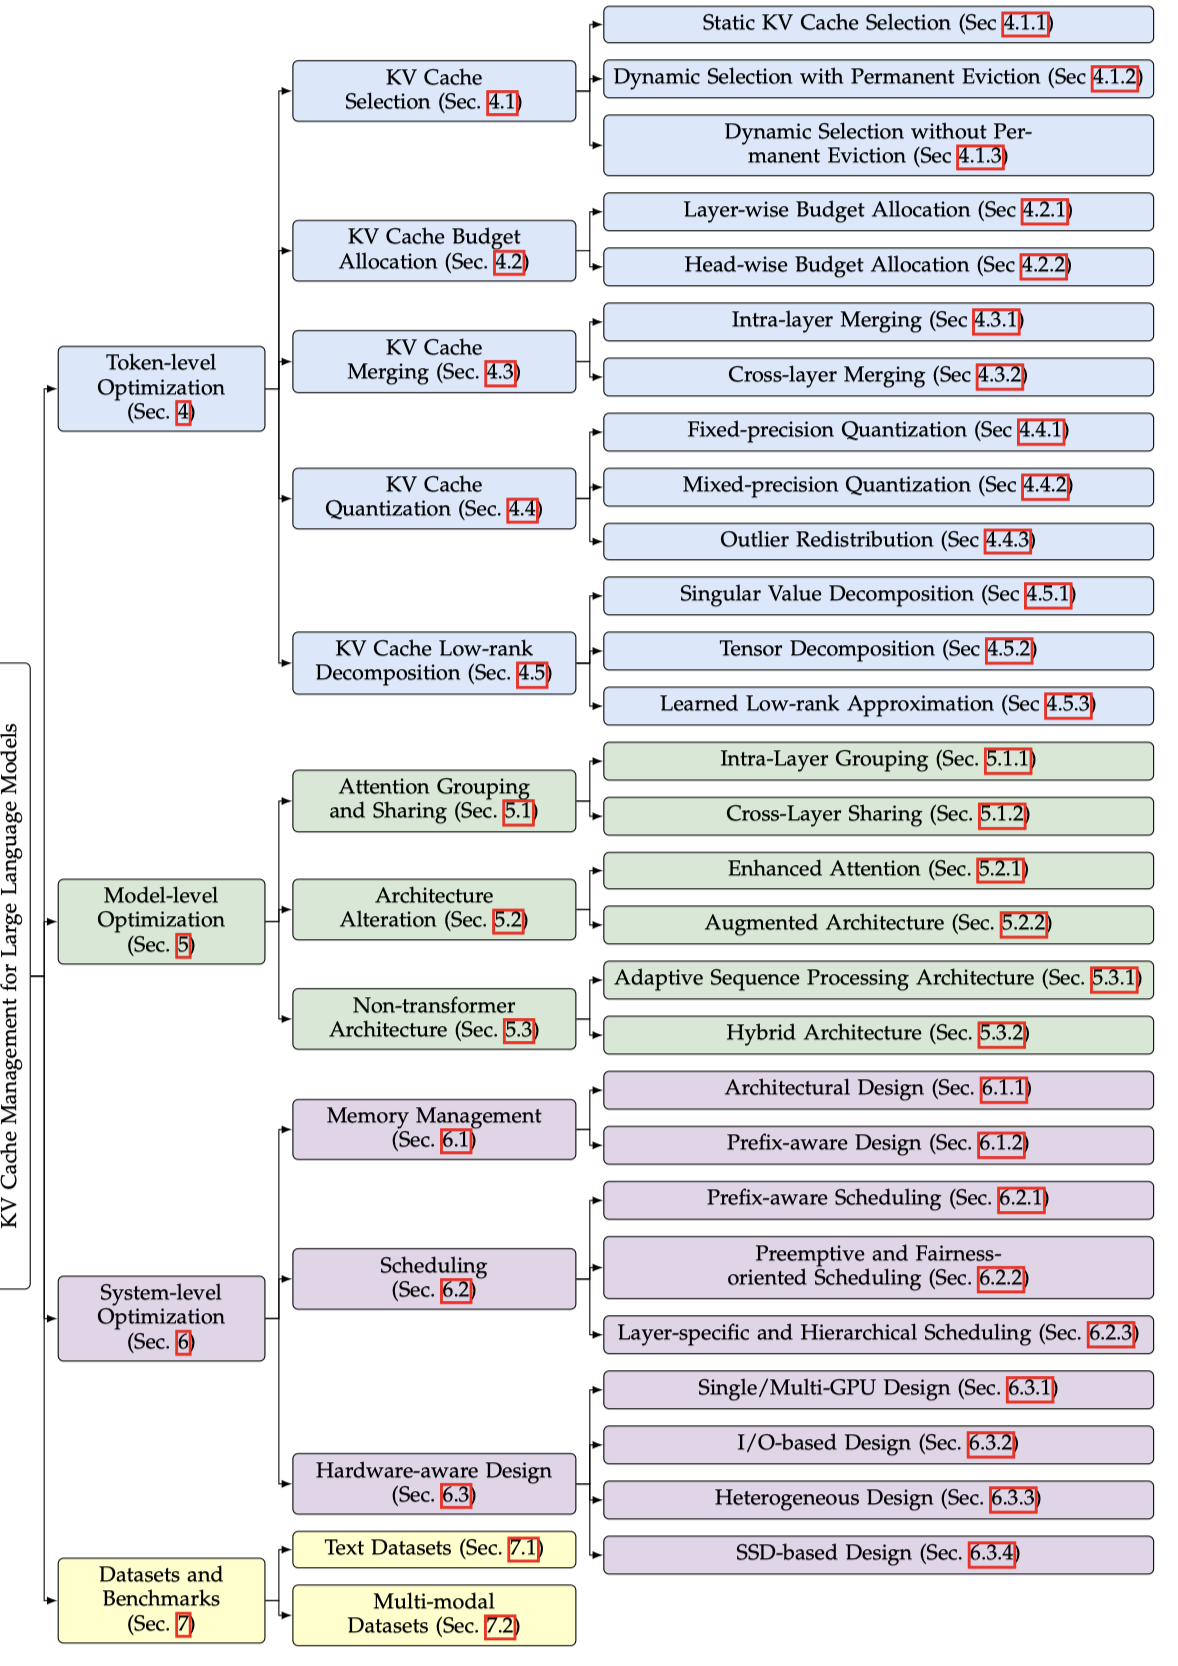 KV Cache Management for Large Language Models
Token-level
Optimization
(Sec. 4)
KV Cache
Selection (Sec. 4.1)
Static KV Cache Selection (Sec 4.1.1)
Dynamic Selection with Permanent Eviction (Sec 4.1.2)
Dynamic Selection without Per-
manent Eviction (Sec 4.1.3)
KV Cache Budget
Allocation (Sec. 4.2)
Layer-wise Budget Allocation (Sec 4.2.1)
Head-wise Budget Allocation (Sec 4.2.2)
KV Cache
Merging (Sec. 4.3)
Intra-layer Merging (Sec 4.3.1)
Cross-layer Merging (Sec 4.3.2)
KV Cache
Quantization (Sec. 4.4)
Fixed-precision Quantization (Sec 4.4.1)
Mixed-precision Quantization (Sec 4.4.2)
Outlier Redistribution (Sec 4.4.3)
KV Cache Low-rank
Decomposition (Sec. 4.5)
Singular Value Decomposition (Sec 4.5.1)
Tensor Decomposition (Sec 4.5.2)
Learned Low-rank Approximation (Sec 4.5.3)
Model-level
Optimization
(Sec. 5)
Attention Grouping
and Sharing (Sec. 5.1)
Intra-Layer Grouping (Sec. 5.1.1)
Cross-Layer Sharing (Sec. 5.1.2)
Architecture
Alteration (Sec. 5.2)
Enhanced Attention (Sec. 5.2.1)
Augmented Architecture (Sec. 5.2.2)
Non-transformer
Architecture (Sec. 5.3)
Adaptive Sequence Processing Architecture (Sec. 5.3.1)
Hybrid Architecture (Sec. 5.3.2)
System-level
Optimization
(Sec. 6)
Memory Management
(Sec. 6.1)
Architectural Design (Sec. 6.1.1)
Prefix-aware Design (Sec. 6.1.2)
Scheduling
(Sec. 6.2)
Prefix-aware Scheduling (Sec. 6.2.1)
Preemptive and Fairness-
oriented Scheduling (Sec. 6.2.2)
Layer-specific and Hierarchical Scheduling (Sec. 6.2.3)
Hardware-aware Design
(Sec. 6.3)
Single/Multi-GPU Design (Sec. 6.3.1)
I/O-based Design (Sec. 6.3.2)
Heterogeneous Design (Sec. 6.3.3)
SSD-based Design (Sec. 6.3.4)
Datasets and
Benchmarks
(Sec. 7)
Text Datasets (Sec. 7.1)
Multi-modal
Datasets (Sec. 7.2)